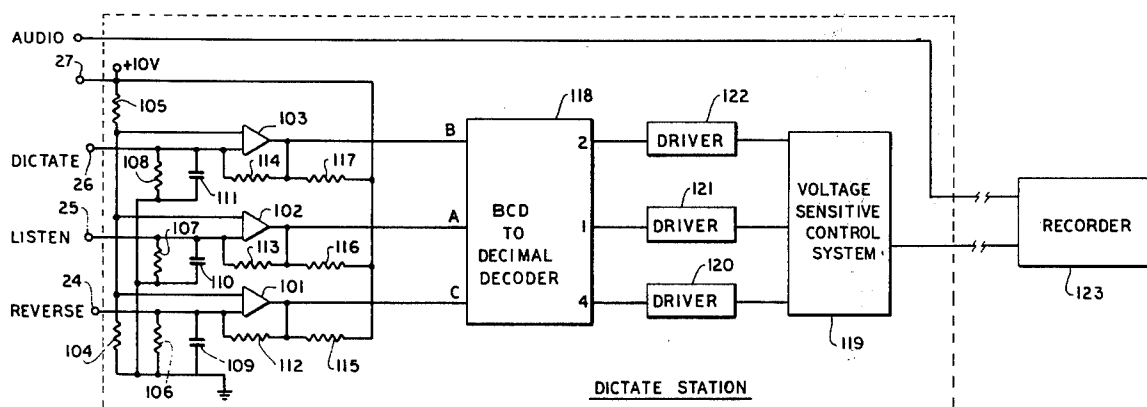 AUDIO
27
+10V
105
103
118
122
B
2
DRIVER
DICTATE
26
108
111
114
117
121
VOLTAGE
SENSITIVE
CONTROL
SYSTEM
25
107
102
A
BCD
TO
DECIMAL
DECODER
1
DRIVER
RECORDER
LISTEN
110
113
116
120
123
24
101
C
4
DRIVER
REVERSE
104
106
109
112
115
119
DICTATE STATION